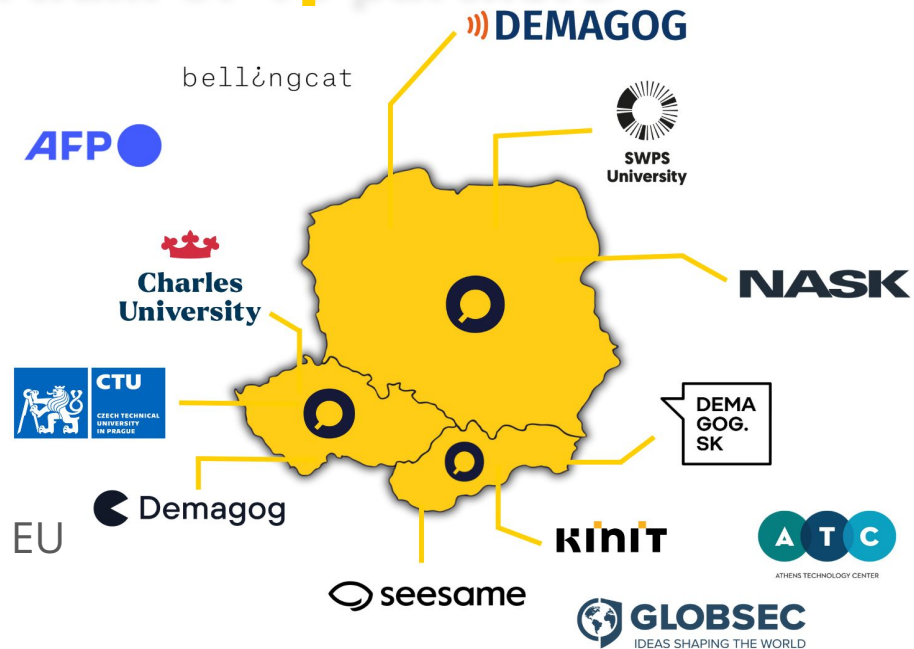 DEMAGOG
bellingcat
AFP
SWPS
University
Charles
University
NASK
CTU
CZECH TECHNICAL
UNIVERSITY
IN PRAGUE
DEMA
GOG.
SK
Demagog
EU
KINIT
A T C
ATHENS TECHNOLOGY CENTER
seesame
GLOBSEC
IDEAS SHAPING THE WORLD